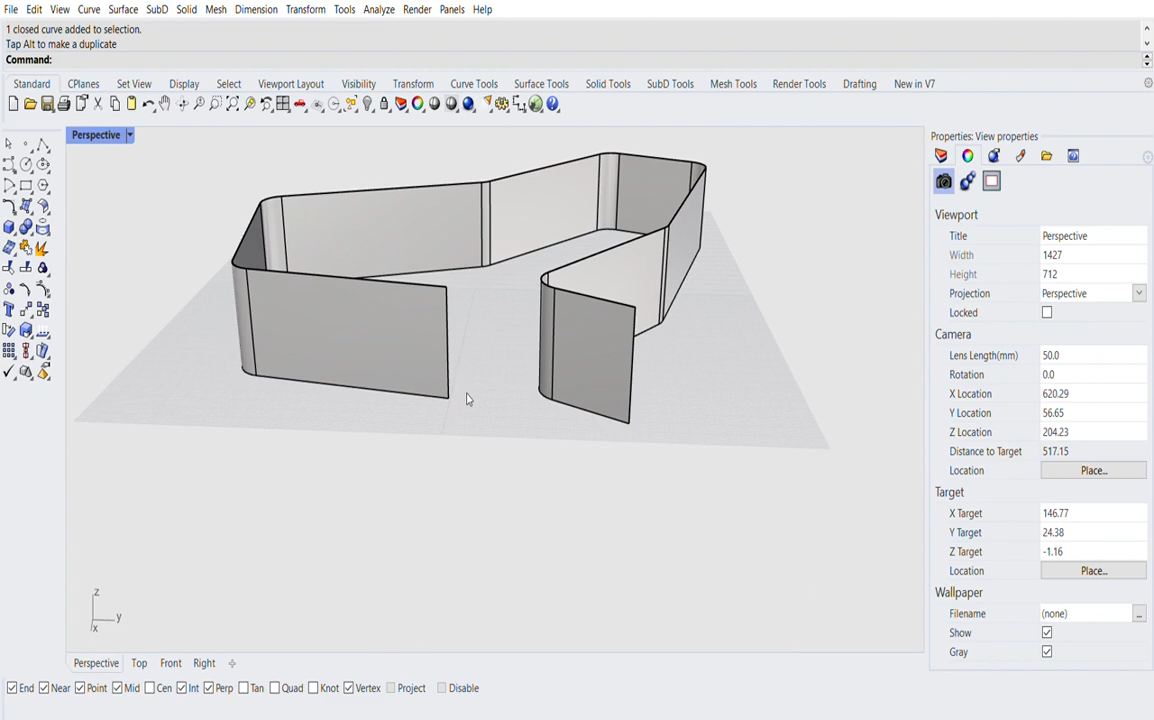 File Edit View Curve Surface Solid SubD Mesh Dimension Transform Tools Analyze Render Panels Help
1 closed curve added to selection.
Tap Alt to make a duplicate
Command:
Standard CPlanes Set View Display Select Viewport Layout Visibility Transform Curve Tools Surface Tools Solid Tools SubD Tools Mesh Tools Render Tools Drafting New in V7
Perspective
Properties: View properties
Viewport
Title Perspective
Width 1427
Height 712
Projection Perspective
Locked
Camera
Lens Length(mm) 50.0
Rotation 0.0
X Location 620.29
Y Location 56.65
Z Location 204.23
Distance to Target 517.15
Location Place...
Target
X Target 146.77
Y Target 24.38
Z Target -1.16
Location Place...
Wallpaper
Filename (none) ...
Show
Gray
z
y
x
Perspective Top Front Right
End Near Point Mid Cen Int Perp Tan Quad Knot Vertex Project Disable